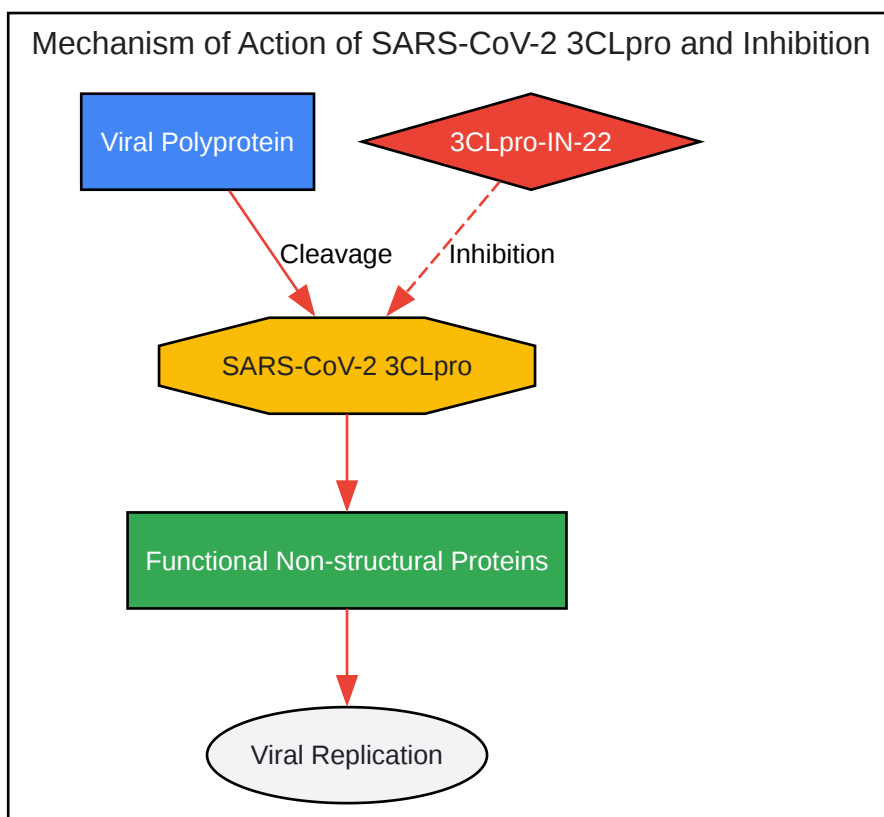 Mechanism of Action of SARS-CoV-2 3CLpro and Inhibition
Viral Polyprotein
3CLpro-IN-22
Cleavage
Inhibition
SARS-CoV-2 3CLpro
Functional Non-structural Proteins
Viral Replication